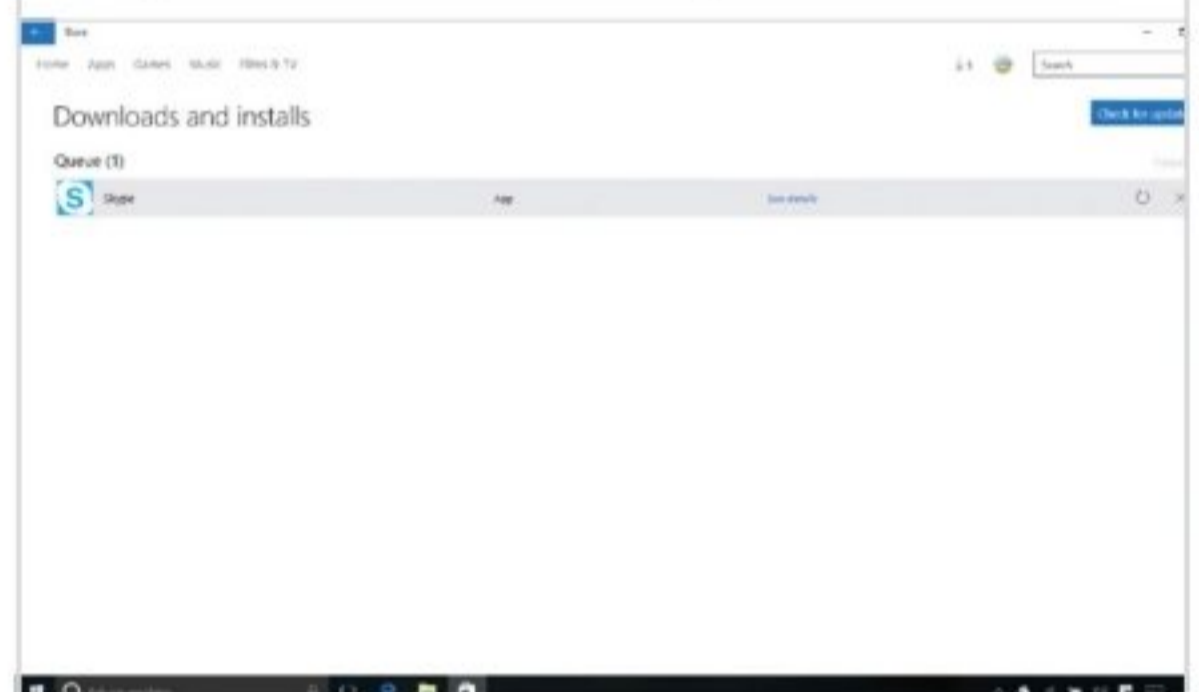 Store
Home Apps Games Music Films & TV
Search
Downloads and installs
Check for updat
Queue (1)
S Skype App See details